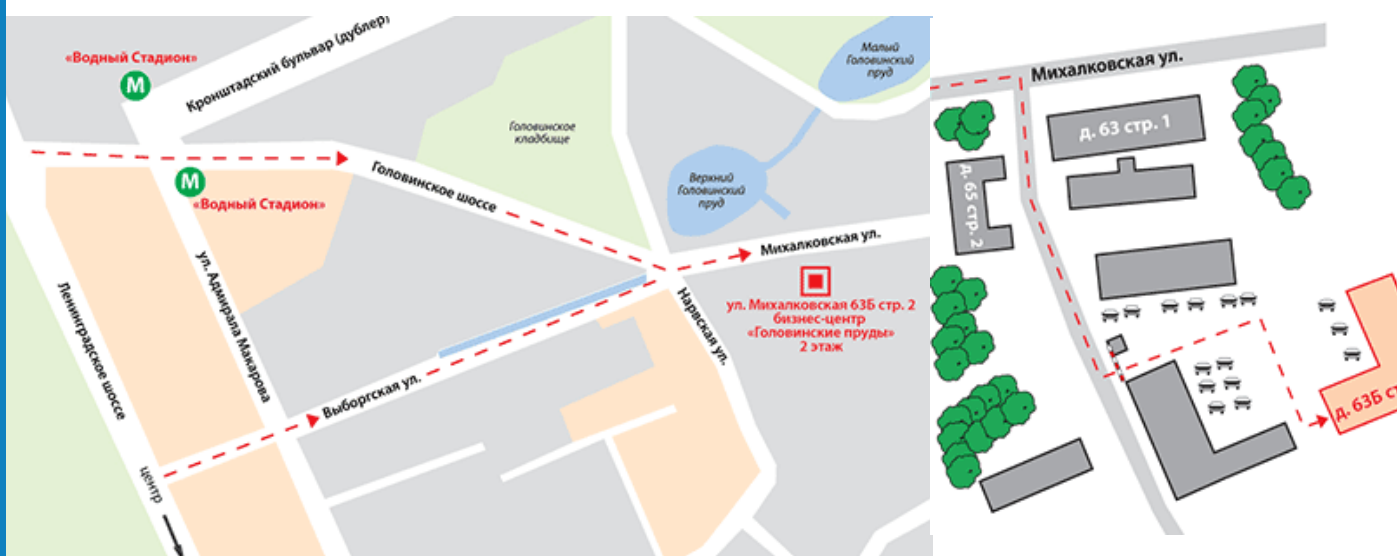 «Водный Стадион»
М
Кронштадский бульвар (дублер)
Малый
Головинский
пруд
Головинское
кладбище
Головинское шоссе
Верхний
Головинский
пруд
М
«Водный Стадион»
Михалковская ул.
ул. Михалковская 63Б стр. 2
бизнес-центр
«Головинские пруды»
2 этаж
ул. Адмирала Макарова
Ленинградское шоссе
Нарвская ул.
Выборгская ул.
центр
Михалковская ул.
д. 63 стр. 1
д. 65 стр. 2
д. 63Б ст